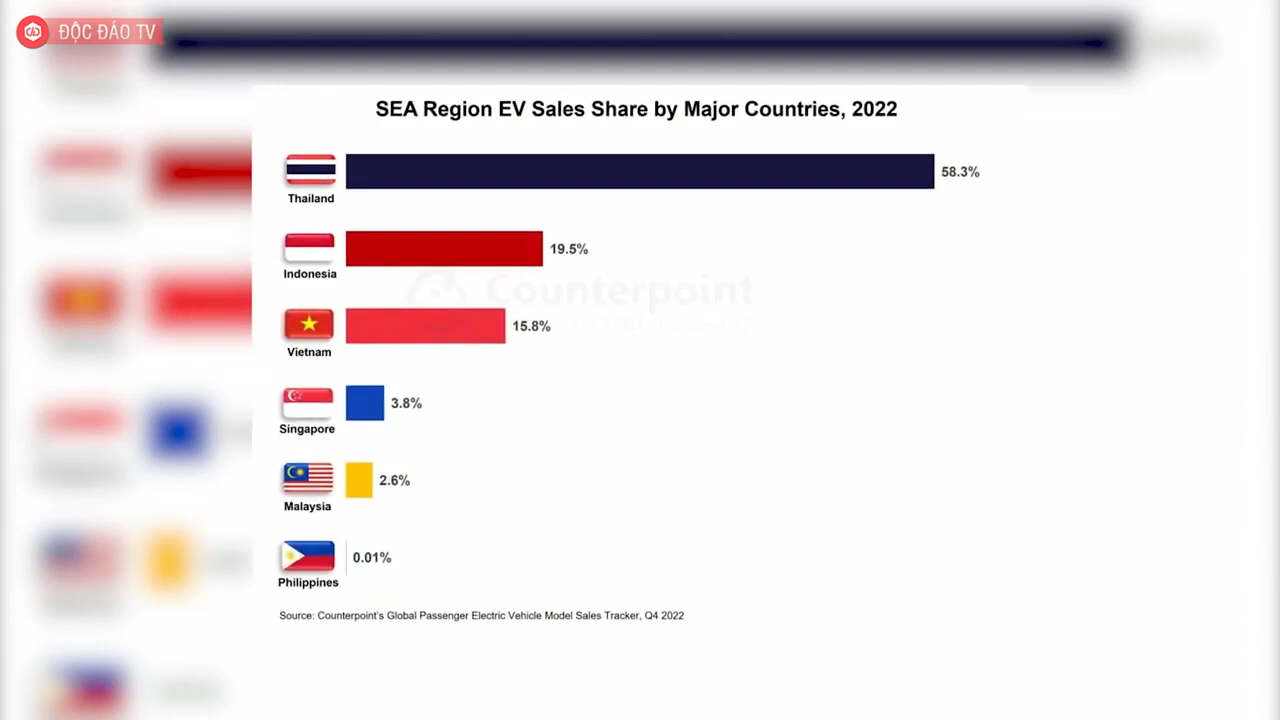 ĐỘC ĐÁO TV
SEA Region EV Sales Share by Major Countries, 2022
58.3%
Thailand
19.5%
Indonesia
Counterpoint
15.8%
Vietnam
3.8%
Singapore
2.6%
Malaysia
0.01%
Philippines
Source: Counterpoint's Global Passenger Electric Vehicle Model Sales Tracker, Q4 2022